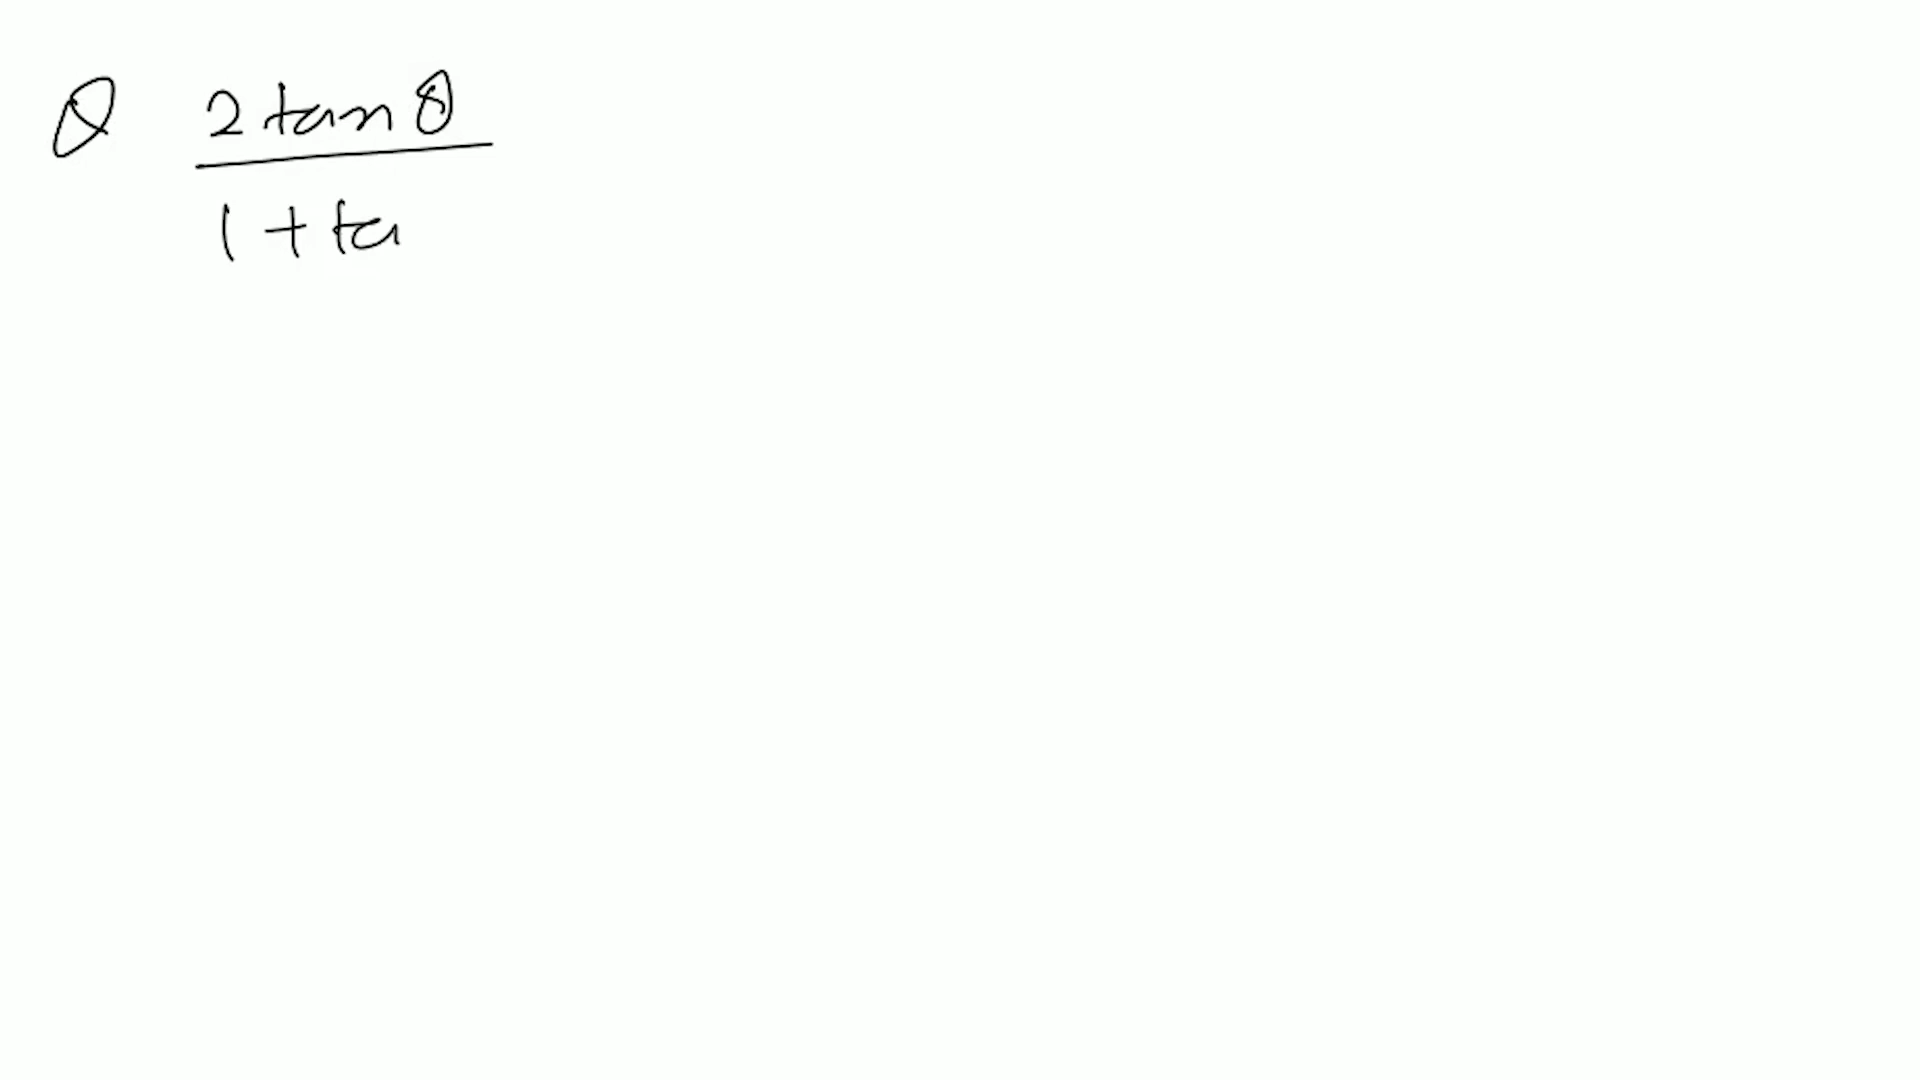 Q 2 tan θ
1 + ta